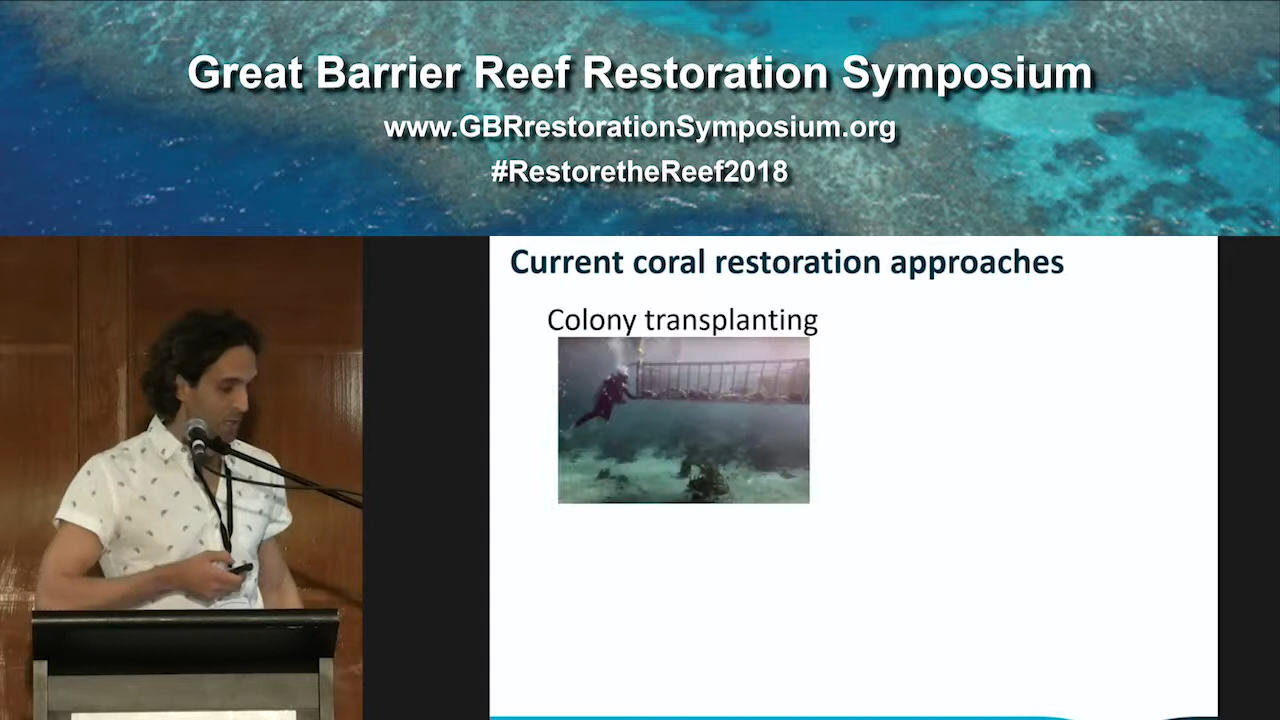 Great Barrier Reef Restoration Symposium
www.GBRrestorationSymposium.org
#RestoretheReef2018
Current coral restoration approaches
Colony transplanting